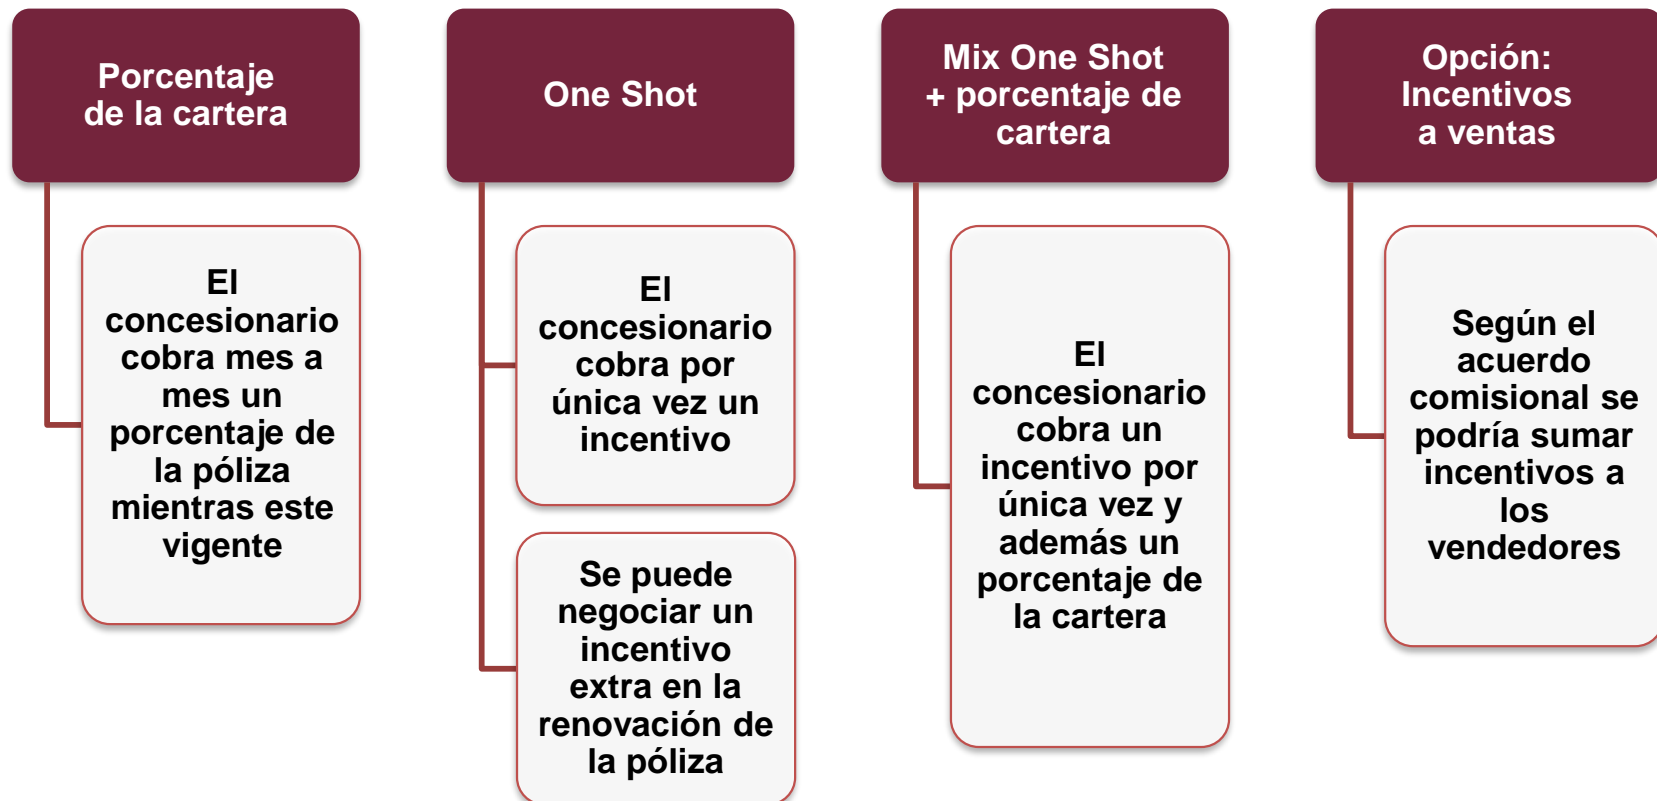 Porcentaje
de la cartera
El
concesionario
cobra mes a
mes un
porcentaje de
la póliza
mientras este
vigente
One Shot
El
concesionario
cobra por
única vez un
incentivo
Se puede
negociar un
incentivo
extra en la
renovación de
la póliza
Mix One Shot
+ porcentaje de
cartera
El
concesionario
cobra un
incentivo por
única vez y
además un
porcentaje de
la cartera
Opción:
Incentivos
a ventas
Según el
acuerdo
comisional se
podría sumar
incentivos a
los
vendedores